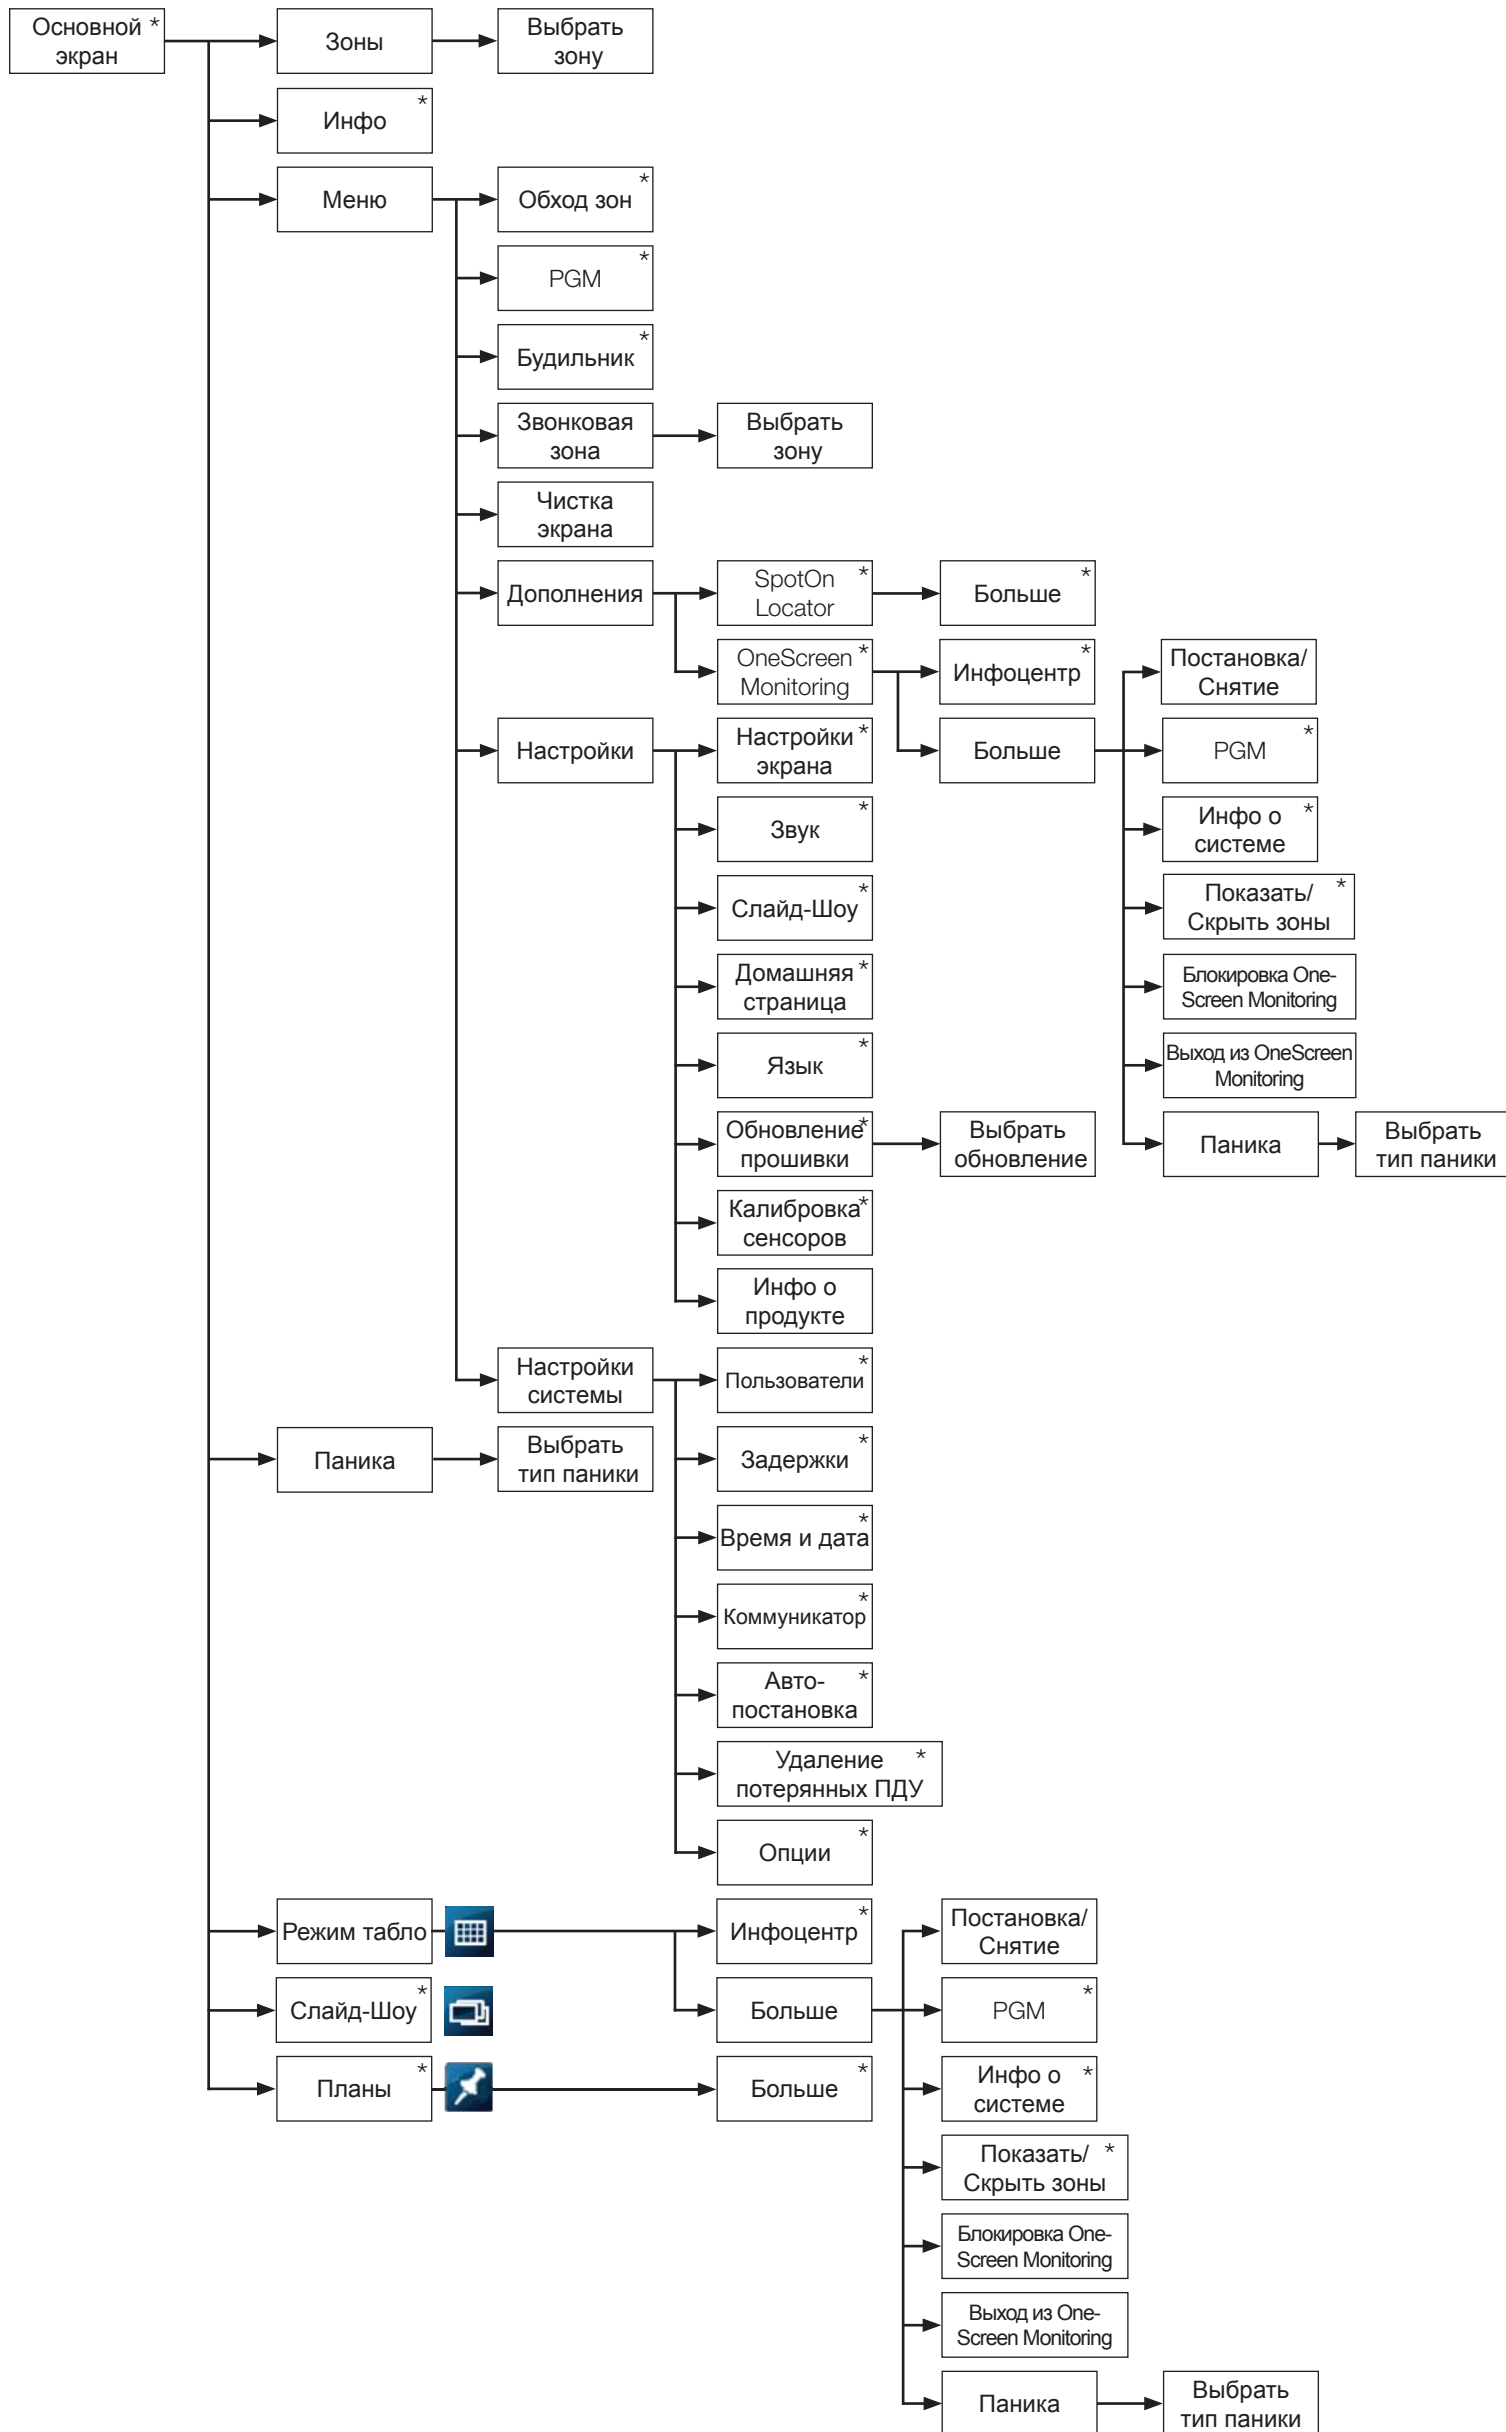 Основной *
экран
Зоны
Выбрать
зону
Инфо *
Меню
Обход зон *
PGM *
Будильник *
Звонковая
зона
Выбрать
зону
Чистка
экрана
Дополнения
SpotOn *
Locator
Больше *
OneScreen *
Monitoring
Инфоцентр *
Больше
Постановка/
Снятие
PGM *
Инфо о *
системе
Показать/ *
Скрыть зоны
Блокировка One-
Screen Monitoring
Выход из OneScreen
Monitoring
Паника
Выбрать
тип паники
Настройки
Настройки *
экрана
Звук *
Слайд-Шоу *
Домашняя *
страница
Язык *
Обновление *
прошивки
Выбрать
обновление
Калибровка *
сенсоров
Инфо о
продукте
Настройки
системы
Пользователи *
Задержки *
Время и дата *
Коммуникатор *
Авто- *
постановка
Удаление *
потерянных ПДУ
Опции *
Паника
Выбрать
тип паники
Режим табло
Инфоцентр *
Больше
Постановка/
Снятие
PGM *
Инфо о *
системе
Показать/ *
Скрыть зоны
Блокировка One-
Screen Monitoring
Выход из One-
Screen Monitoring
Паника
Выбрать
тип паники
Слайд-Шоу *
Планы *
Больше *